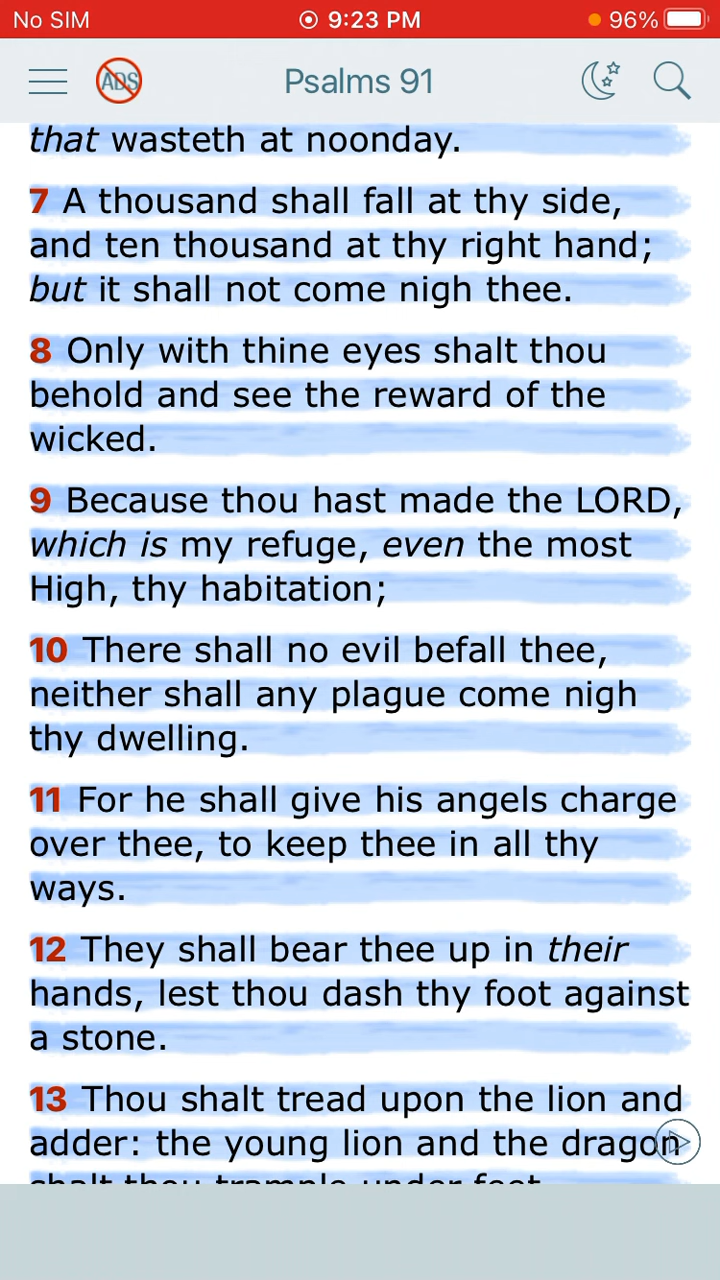 No SIM 9:23 PM 96%
ADS Psalms 91
that wasteth at noonday.
7 A thousand shall fall at thy side,
and ten thousand at thy right hand;
but it shall not come nigh thee.
8 Only with thine eyes shalt thou
behold and see the reward of the
wicked.
9 Because thou hast made the LORD,
which is my refuge, even the most
High, thy habitation;
10 There shall no evil befall thee,
neither shall any plague come nigh
thy dwelling.
11 For he shall give his angels charge
over thee, to keep thee in all thy
ways.
12 They shall bear thee up in their
hands, lest thou dash thy foot against
a stone.
13 Thou shalt tread upon the lion and
adder: the young lion and the dragon
shalt thou trample under feet.